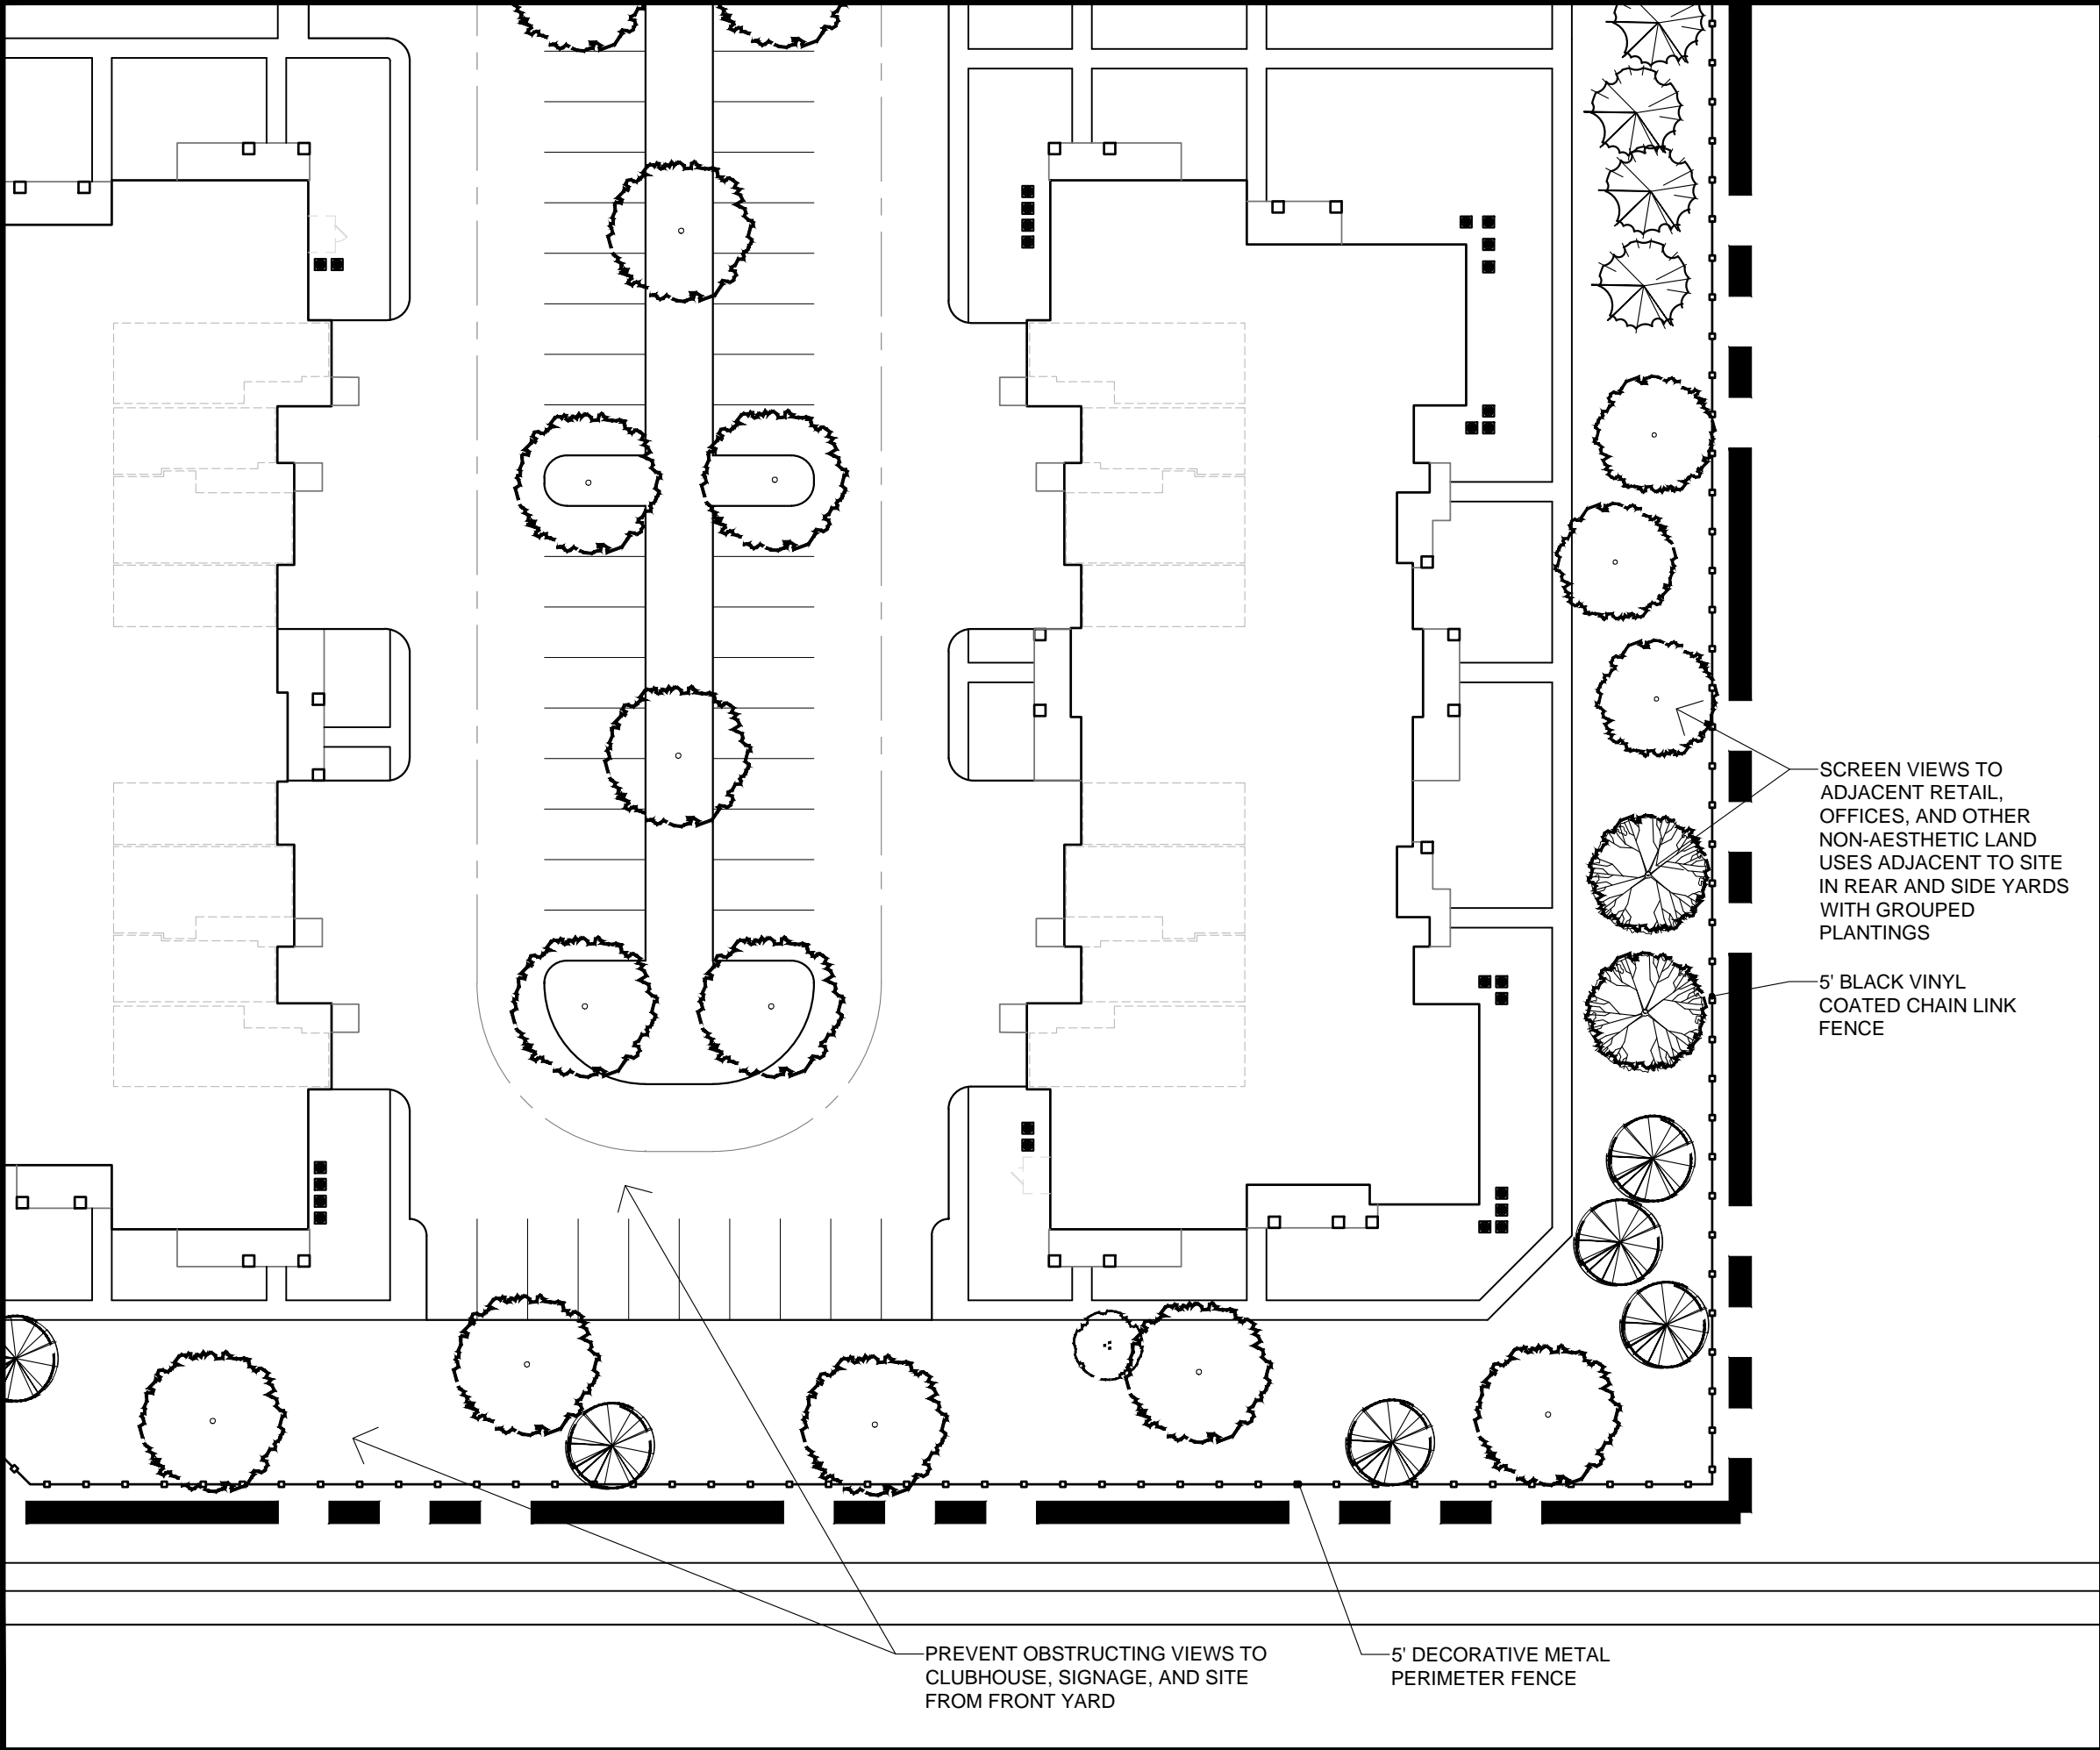 SCREEN VIEWS TO
ADJACENT RETAIL,
OFFICES, AND OTHER
NON-AESTHETIC LAND
USES ADJACENT TO SITE
IN REAR AND SIDE YARDS
WITH GROUPED
PLANTINGS
5' BLACK VINYL
COATED CHAIN LINK
FENCE
PREVENT OBSTRUCTING VIEWS TO
CLUBHOUSE, SIGNAGE, AND SITE
FROM FRONT YARD
5' DECORATIVE METAL
PERIMETER FENCE